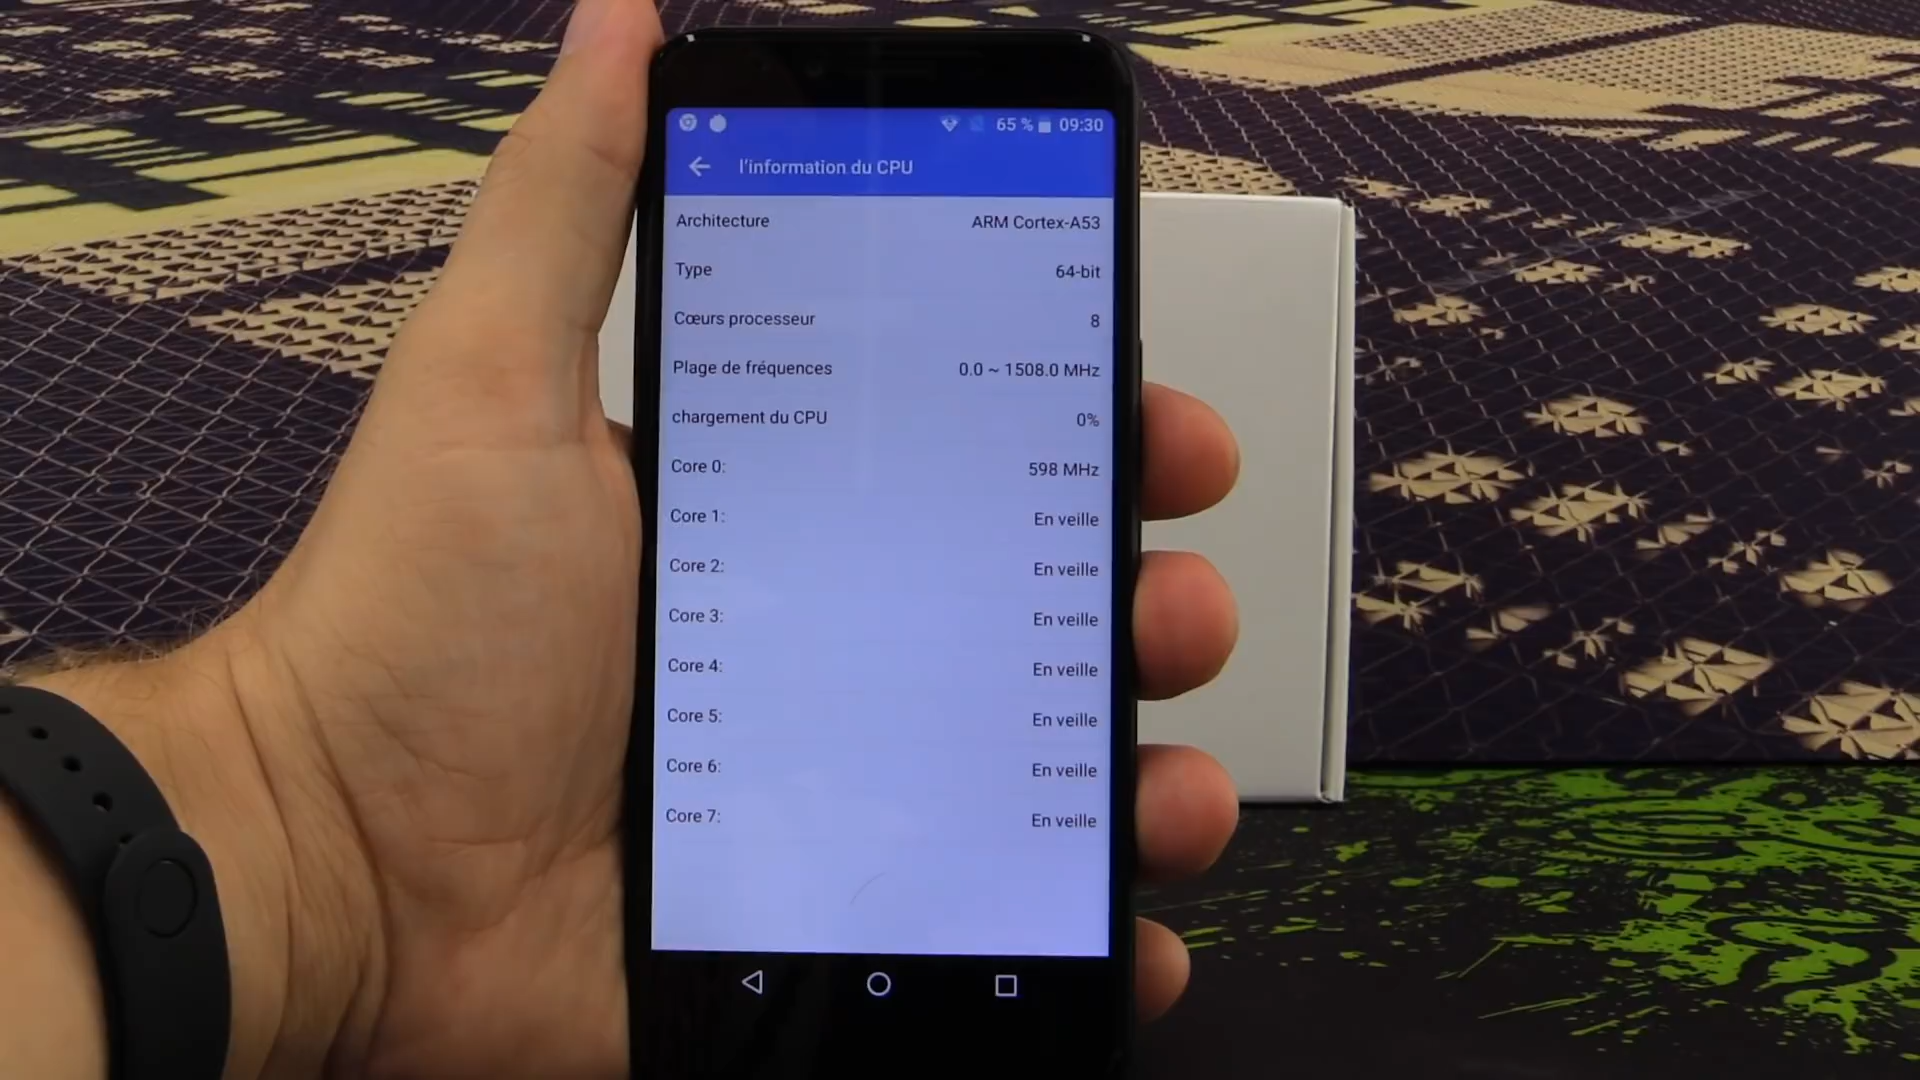 65 % 09:30
l'information du CPU
Architecture ARM Cortex-A53
Type 64-bit
Cœurs processeur 8
Plage de fréquences 0.0 ~ 1508.0 MHz
chargement du CPU 0%
Core 0: 598 MHz
Core 1: En veille
Core 2: En veille
Core 3: En veille
Core 4: En veille
Core 5: En veille
Core 6: En veille
Core 7: En veille